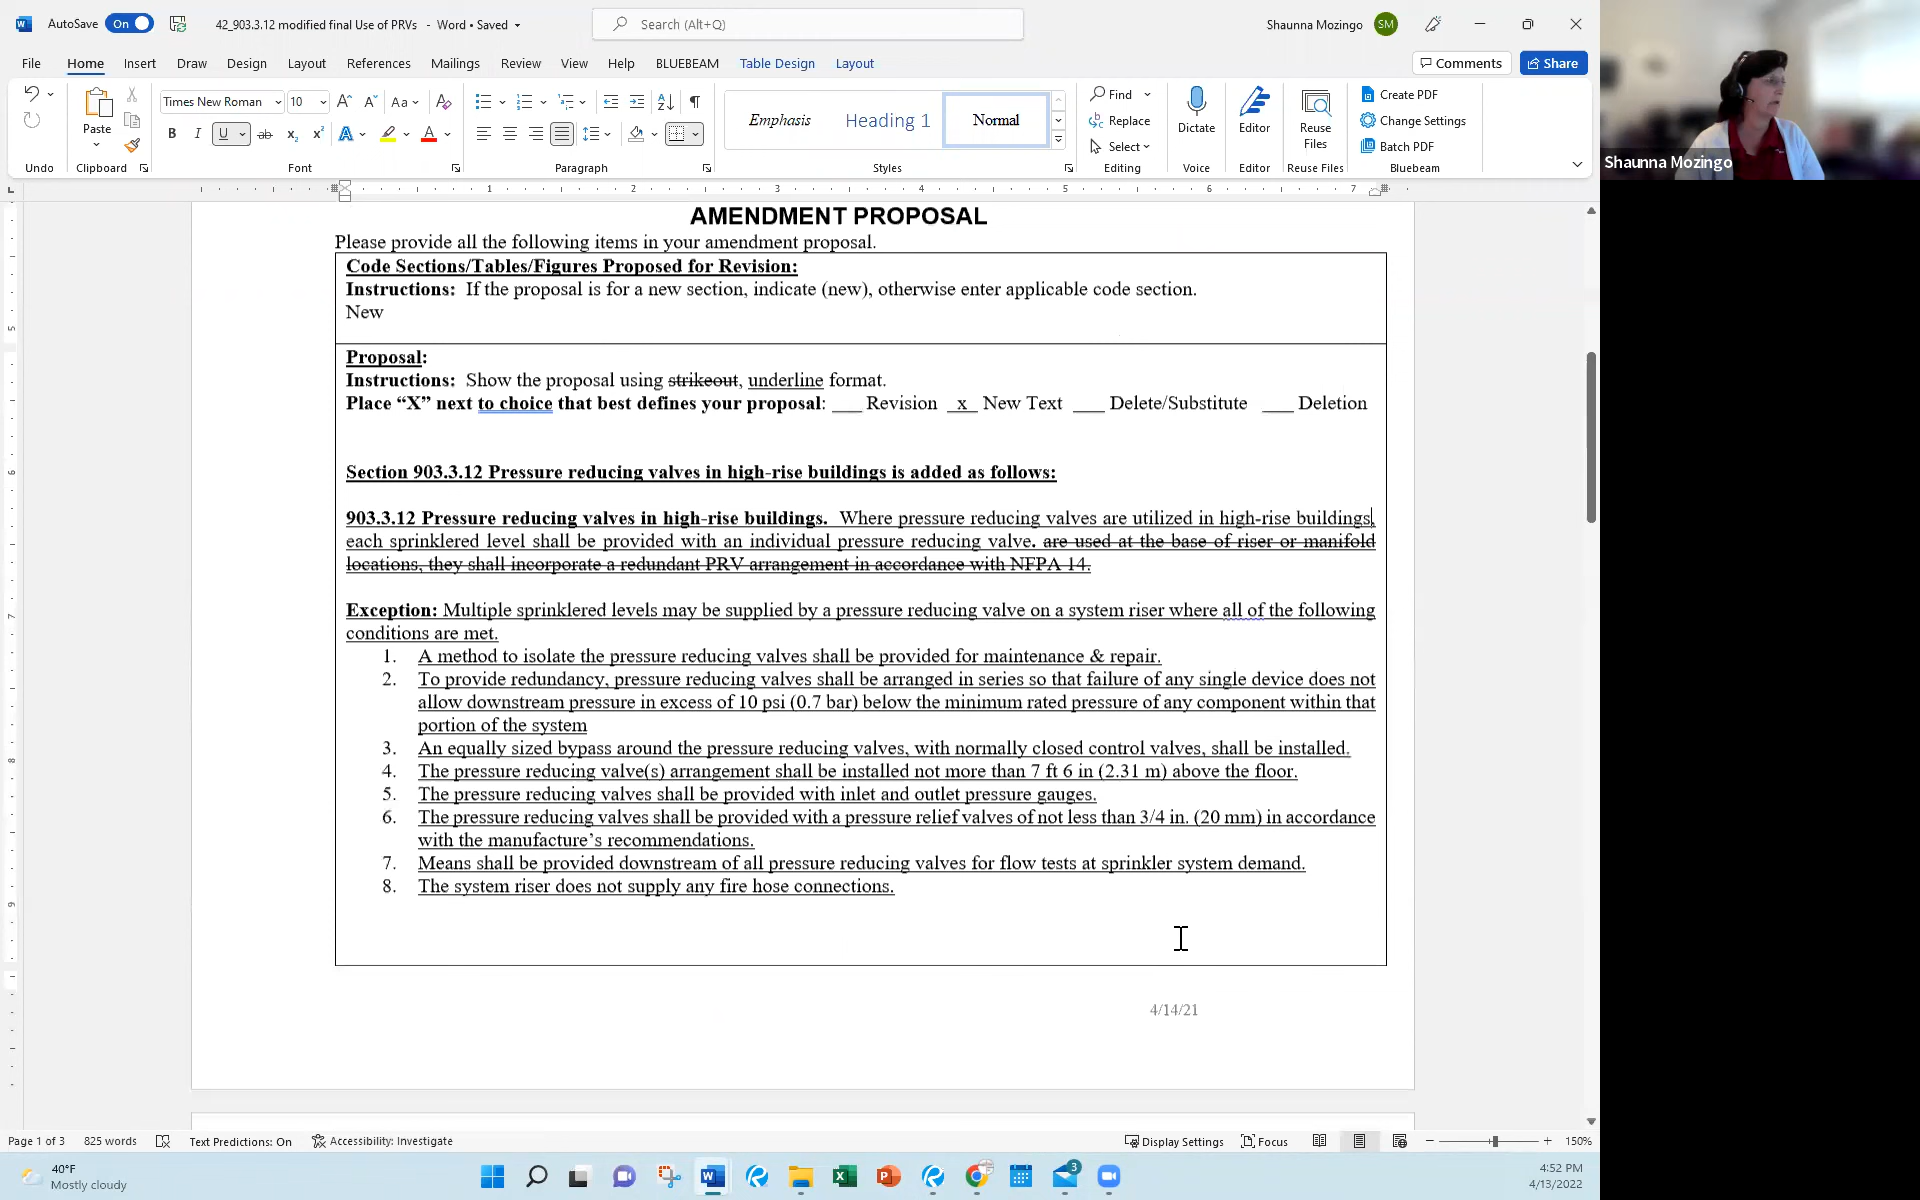 AutoSave On 42_903.3.12 modified final Use of PRVs - Word • Saved Search (Alt+Q) Shaunna Mozingo SM
File Home Insert Draw Design Layout References Mailings Review View Help BLUEBEAM Table Design Layout Comments Share
Paste Times New Roman 10 Aa Emphasis Heading 1 Normal Find Replace Select Dictate Editor Reuse Files Create PDF Change Settings Batch PDF
Undo Clipboard Font Paragraph Styles Editing Voice Editor Reuse Files Bluebeam
Shaunna Mozingo
1 2 3 4 5 6 7
AMENDMENT PROPOSAL
Please provide all the following items in your amendment proposal.
Code Sections/Tables/Figures Proposed for Revision:
Instructions: If the proposal is for a new section, indicate (new), otherwise enter applicable code section.
New
Proposal:
Instructions: Show the proposal using strikeout, underline format.
Place “X” next to choice that best defines your proposal: ___ Revision _x_ New Text ___ Delete/Substitute ___ Deletion
Section 903.3.12 Pressure reducing valves in high-rise buildings is added as follows:
903.3.12 Pressure reducing valves in high-rise buildings. Where pressure reducing valves are utilized in high-rise buildings,
each sprinklered level shall be provided with an individual pressure reducing valve. are used at the base of riser or manifold
locations, they shall incorporate a redundant PRV arrangement in accordance with NFPA 14.
Exception: Multiple sprinklered levels may be supplied by a pressure reducing valve on a system riser where all of the following
conditions are met.
1. A method to isolate the pressure reducing valves shall be provided for maintenance & repair.
2. To provide redundancy, pressure reducing valves shall be arranged in series so that failure of any single device does not
allow downstream pressure in excess of 10 psi (0.7 bar) below the minimum rated pressure of any component within that
portion of the system
3. An equally sized bypass around the pressure reducing valves, with normally closed control valves, shall be installed.
4. The pressure reducing valve(s) arrangement shall be installed not more than 7 ft 6 in (2.31 m) above the floor.
5. The pressure reducing valves shall be provided with inlet and outlet pressure gauges.
6. The pressure reducing valves shall be provided with a pressure relief valves of not less than 3/4 in. (20 mm) in accordance
with the manufacture’s recommendations.
7. Means shall be provided downstream of all pressure reducing valves for flow tests at sprinkler system demand.
8. The system riser does not supply any fire hose connections.
4/14/21
Page 1 of 3 825 words Text Predictions: On Accessibility: Investigate Display Settings Focus 150%
40°F
Mostly cloudy
3
4:52 PM
4/13/2022